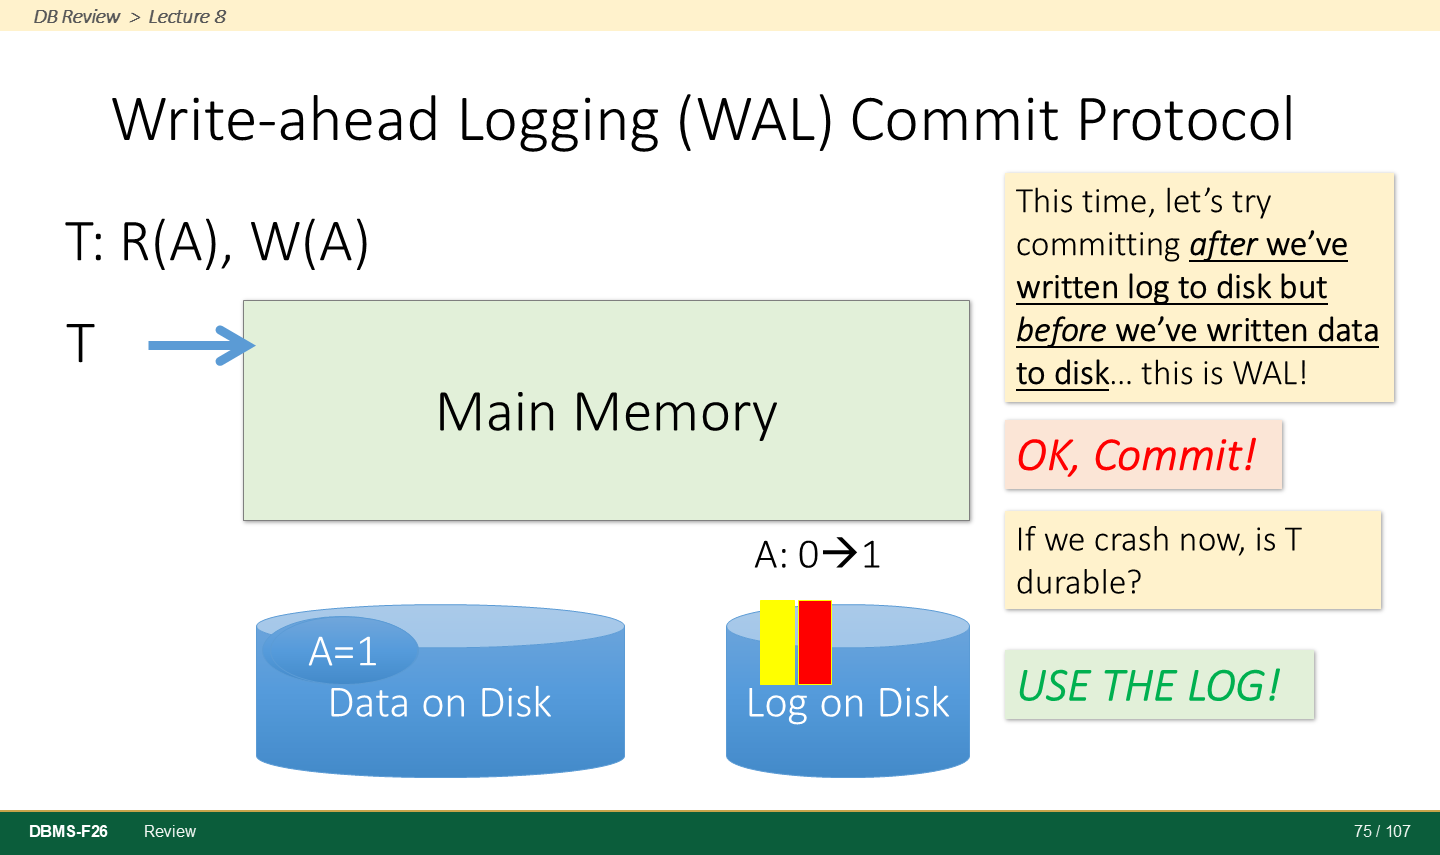 DB Review > Lecture 8
Write-ahead Logging (WAL) Commit Protocol
T: R(A), W(A)
T
Main Memory
A: 0→1
A=1
Data on Disk
Log on Disk
This time, let’s try
committing after we’ve
written log to disk but
before we’ve written data
to disk… this is WAL!
OK, Commit!
If we crash now, is T
durable?
USE THE LOG!
DBMS-F26 Review 75 / 107